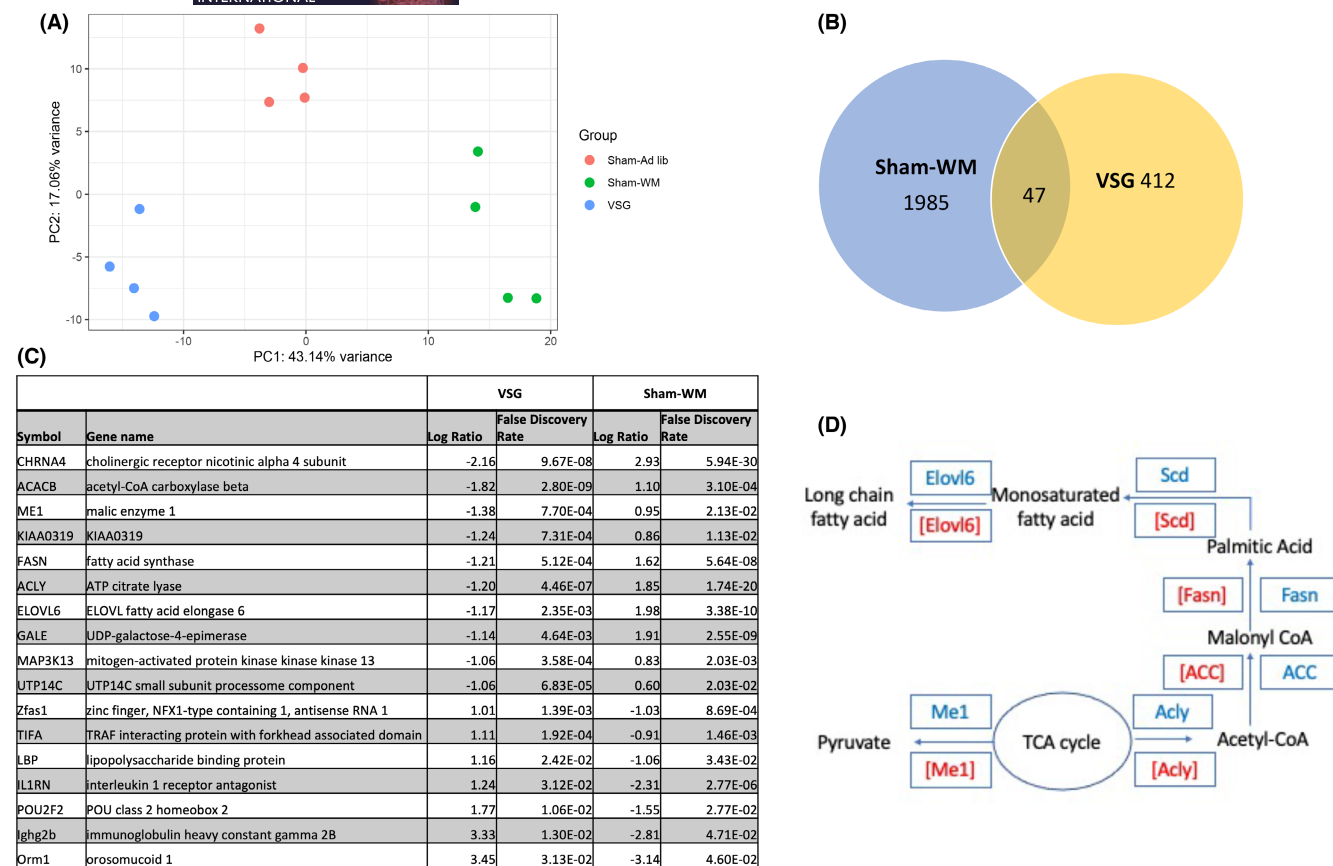 INTERNATIONAL
(A)
10
5
0
-5
-10
PC2: 17.06% variance
-10
0
10
20
PC1: 43.14% variance
Group
Sham-Ad lib
Sham-WM
VSG
(B)
Sham-WM
1985
47
VSG 412
(C)
VSG
Sham-WM
Symbol Gene name Log Ratio False Discovery Rate Log Ratio False Discovery Rate
CHRNA4 cholinergic receptor nicotinic alpha 4 subunit -2.16 9.67E-08 2.93 5.94E-30
ACACB acetyl-CoA carboxylase beta -1.82 2.80E-09 1.10 3.10E-04
ME1 malic enzyme 1 -1.38 7.70E-04 0.95 2.13E-02
KIAA0319 KIAA0319 -1.24 7.31E-04 0.86 1.13E-02
FASN fatty acid synthase -1.21 5.12E-04 1.62 5.64E-08
ACLY ATP citrate lyase -1.20 4.46E-07 1.85 1.74E-20
ELOVL6 ELOVL fatty acid elongase 6 -1.17 2.35E-03 1.98 3.38E-10
GALE UDP-galactose-4-epimerase -1.14 4.64E-03 1.91 2.55E-09
MAP3K13 mitogen-activated protein kinase kinase kinase 13 -1.06 3.58E-04 0.83 2.03E-03
UTP14C UTP14C small subunit processome component -1.06 6.83E-05 0.60 2.03E-02
Zfas1 zinc finger, NFX1-type containing 1, antisense RNA 1 1.01 1.39E-03 -1.03 8.69E-04
TIFA TRAF interacting protein with forkhead associated domain 1.11 1.92E-04 -0.91 1.46E-03
LBP lipopolysaccharide binding protein 1.16 2.42E-02 -1.06 3.43E-02
IL1RN interleukin 1 receptor antagonist 1.24 3.12E-02 -2.31 2.77E-06
POU2F2 POU class 2 homeobox 2 1.77 1.06E-02 -1.55 2.77E-02
Ighg2b immunoglobulin heavy constant gamma 2B 3.33 1.30E-02 -2.81 4.71E-02
Orm1 orosomucoid 1 3.45 3.13E-02 -3.14 4.60E-02
(D)
Elovl6
Scd
Long chain
fatty acid
Monosaturated
fatty acid
[Elovl6]
[Scd]
Palmitic Acid
[Fasn]
Fasn
Malonyl CoA
[ACC]
ACC
Me1
Acly
Pyruvate
TCA cycle
Acetyl-CoA
[Me1]
[Acly]